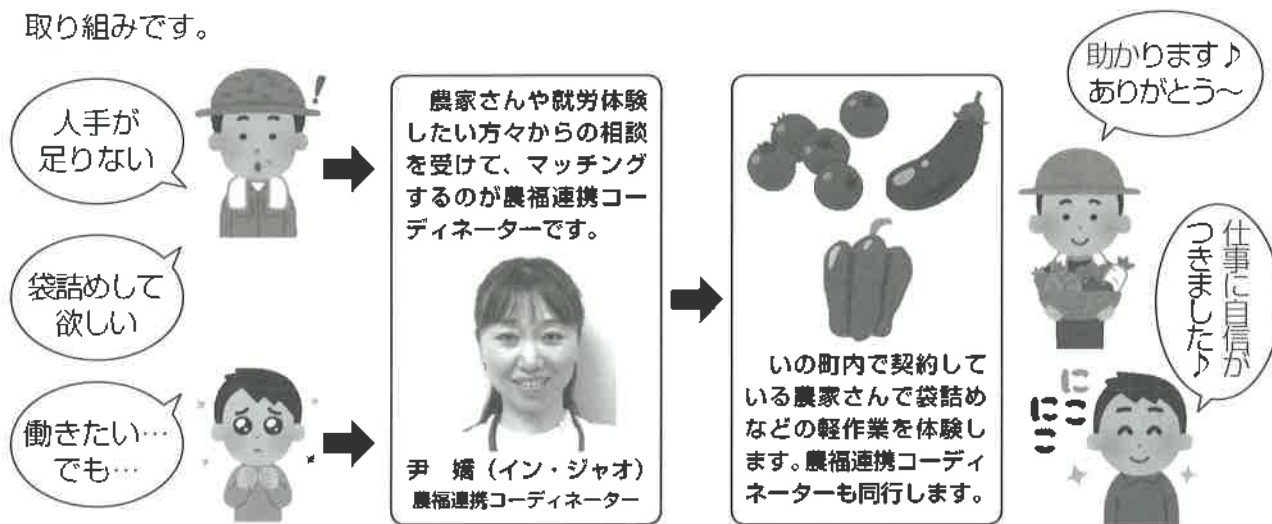 取り組みです。
人手が
足りない
袋詰めして
欲しい
働きたい…
でも…
農家さんや就労体験
したい方々からの相談
を受けて、マッチング
するのが農福連携コー
ディネーターです。
尹 嬌（イン・ジャオ）
農福連携コーディネーター
いの町内で契約して
いる農家さんで袋詰め
などの軽作業を体験し
ます。農福連携コーディ
ネーターも同行します。
助かります♪
ありがとう〜
仕事に自信が
つきました♪
にこ
にこ